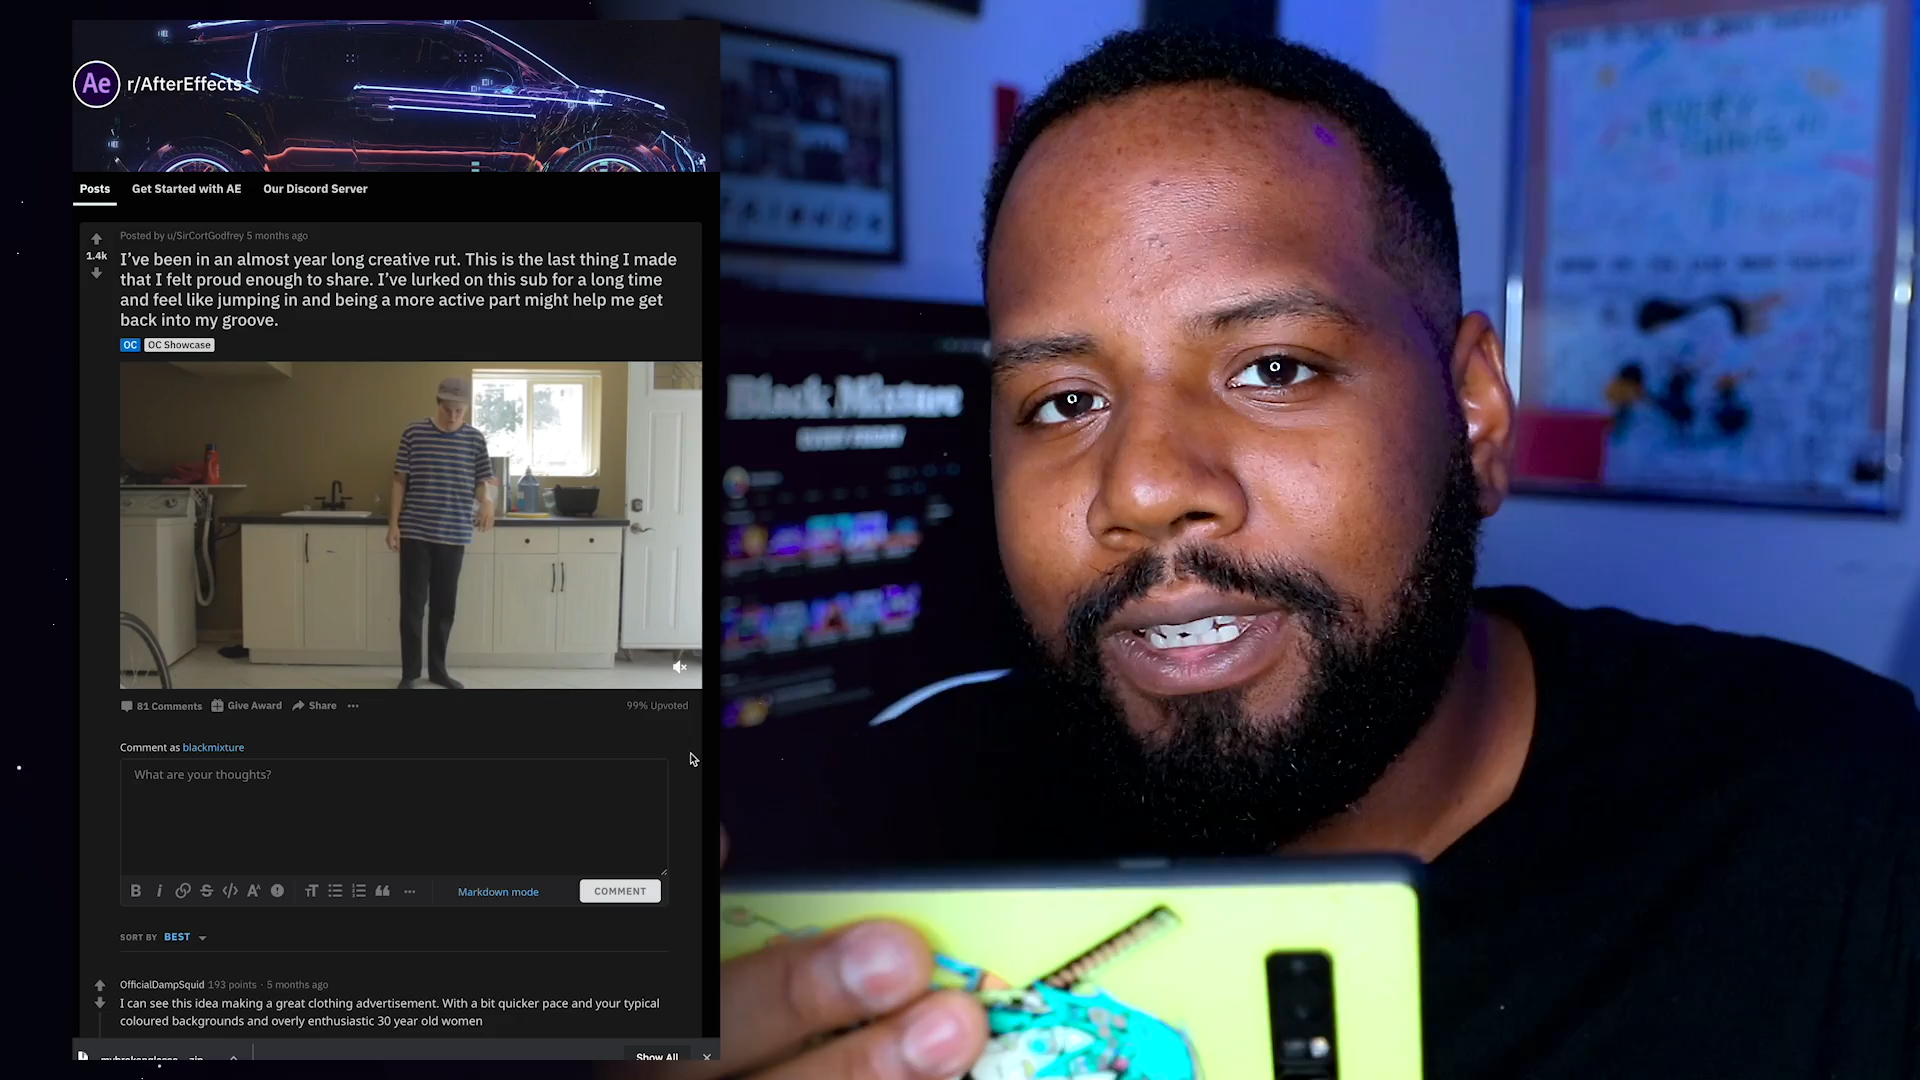 Ae r/AfterEffects
Posts Get Started with AE Our Discord Server
Posted by u/SirCortGodfrey 5 months ago
1.4k
I've been in an almost year long creative rut. This is the last thing I made
that I felt proud enough to share. I've lurked on this sub for a long time
and feel like jumping in and being a more active part might help me get
back into my groove.
OC OC Showcase
81 Comments Give Award Share 99% Upvoted
Comment as blackmixture
What are your thoughts?
Markdown mode COMMENT
SORT BY BEST
OfficialDampSquid 193 points · 5 months ago
I can see this idea making a great clothing advertisement. With a bit quicker pace and your typical
coloured backgrounds and overly enthusiastic 30 year old women
Show All
Black Mixture
EVERY FRIDAY